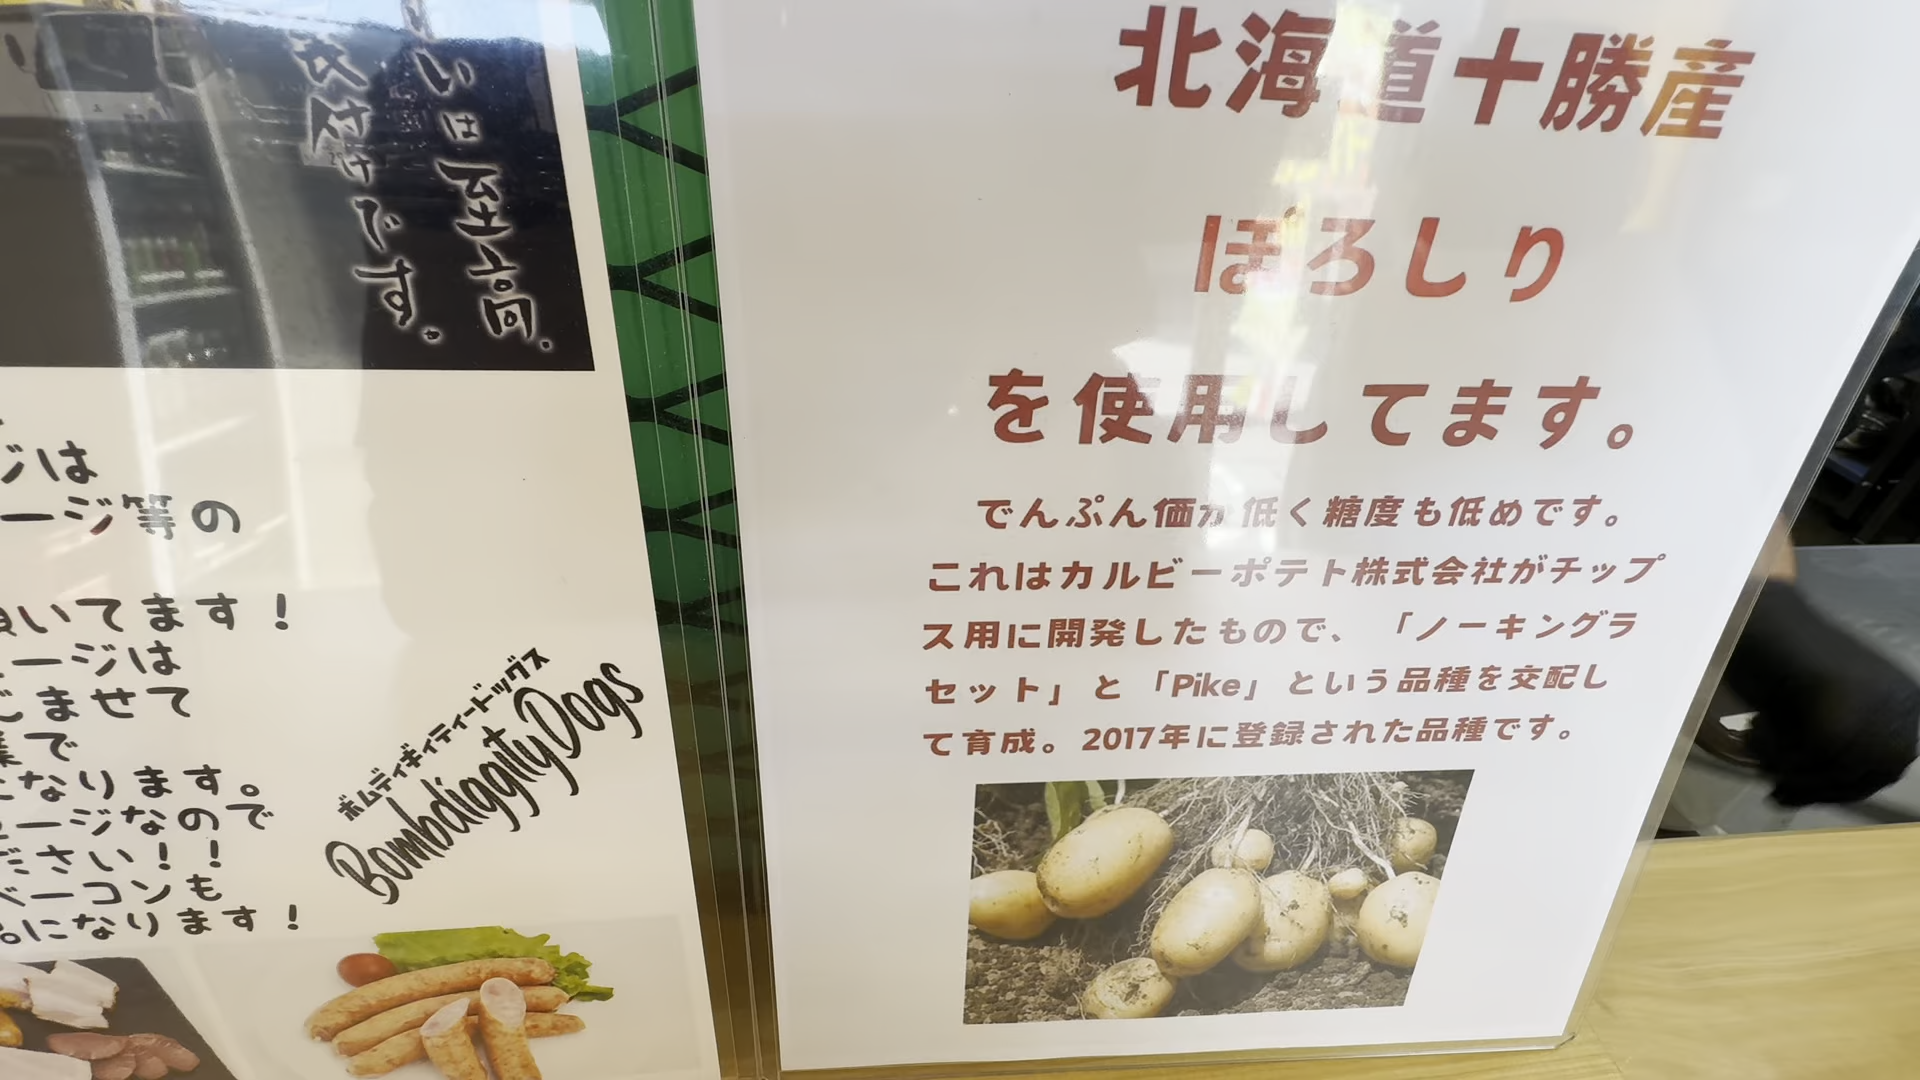 いは至高.
衣付けです.
ジは
ージ等の
頂いてます！
ージは
じませて
業で
になります。
ージなので
ださい！！
ベーコンも
になります！
ボムディギィティードッグス
Bombdiggity Dogs
北海道十勝産
ぽろしり
を使用してます。
でんぷん価が低く糖度も低めです。
これはカルビーポテト株式会社がチップ
ス用に開発したもので、「ノーキングラ
セット」と「Pike」という品種を交配し
て育成。2017年に登録された品種です。